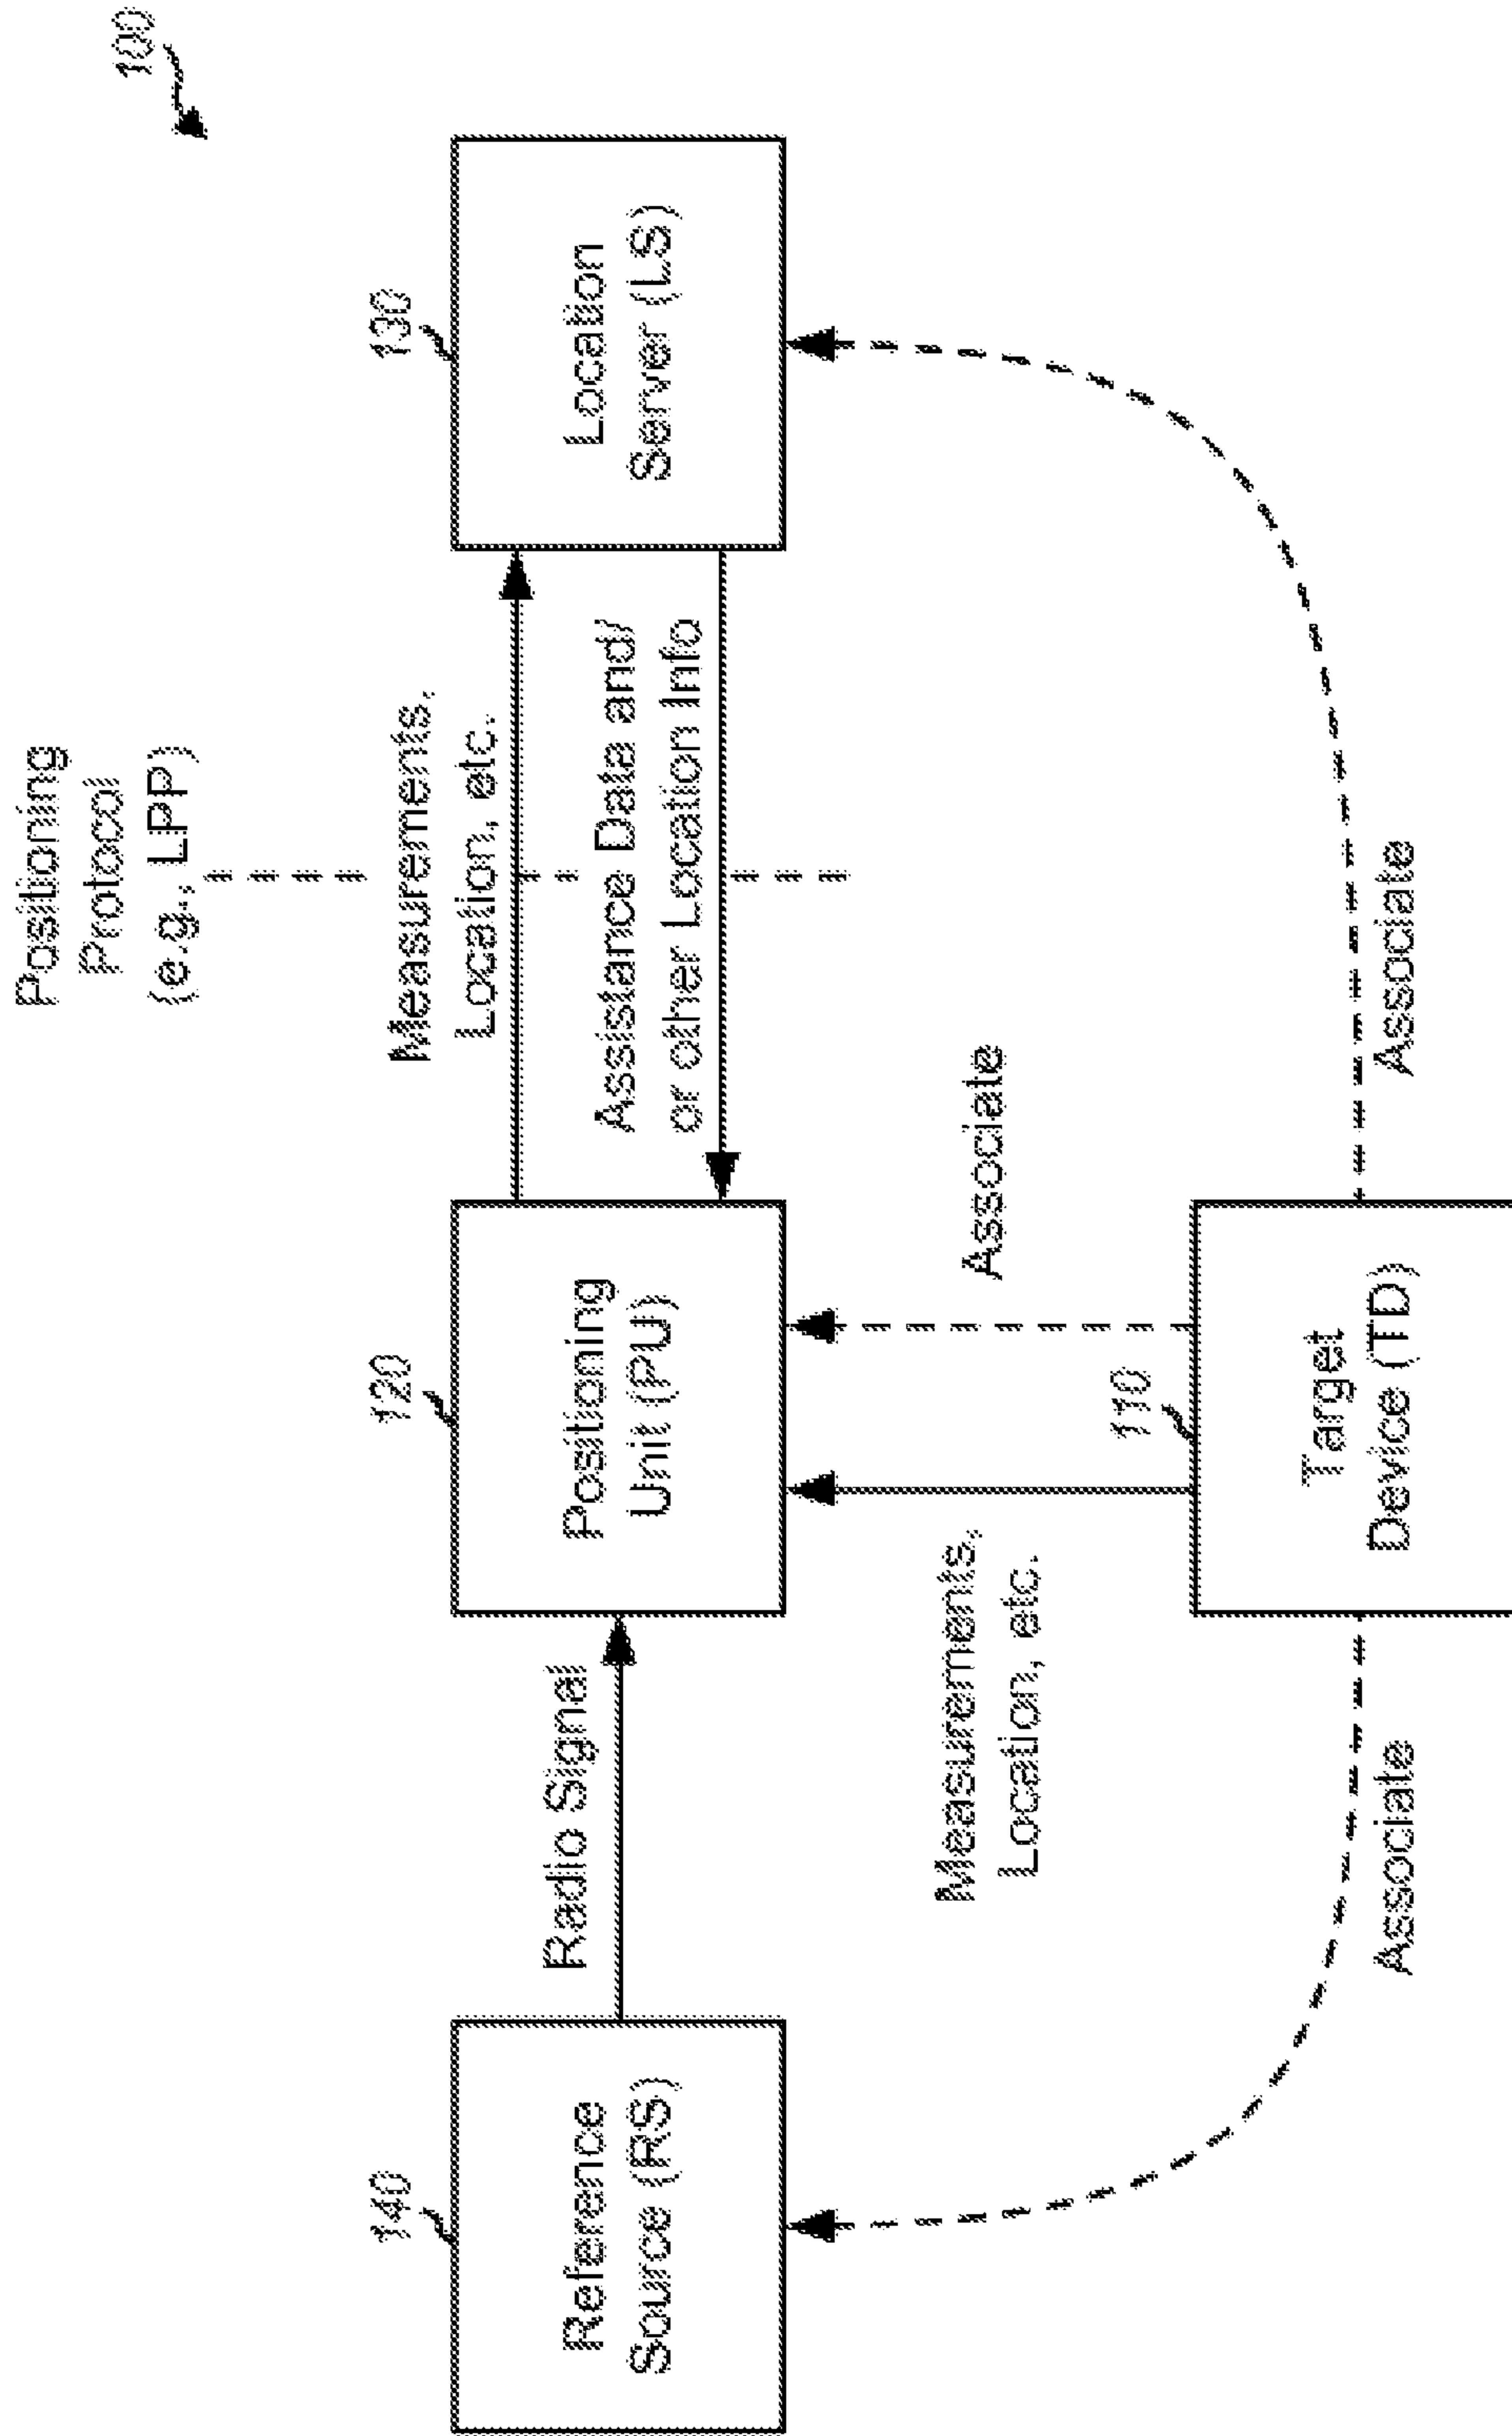 100
Positioning
Protocal
(e.g., LPP)
140
120
130
Reference
Source (RS)
Radio Signal
Positioning
Unit (PU)
Measurements,
Location, etc.
Assistance Data and/
or other Location Info
Location
Server (LS)
Measurements,
Location, etc.
Associate
110
Target
Device (TD)
Associate
Associate